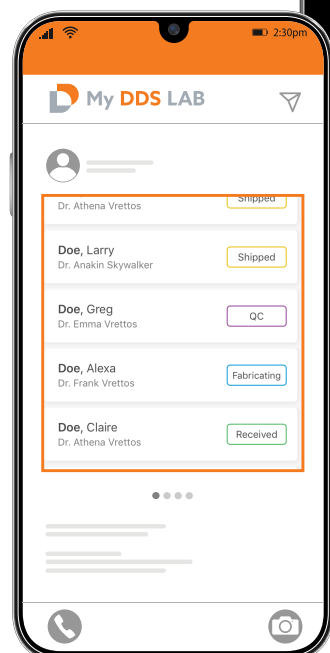 2:30pm
My DDS LAB
Shipped
Dr. Athena Vrettos
Doe, Larry
Dr. Anakin Skywalker
Shipped
Doe, Greg
Dr. Emma Vrettos
QC
Doe, Alexa
Dr. Frank Vrettos
Fabricating
Doe, Claire
Dr. Athena Vrettos
Received